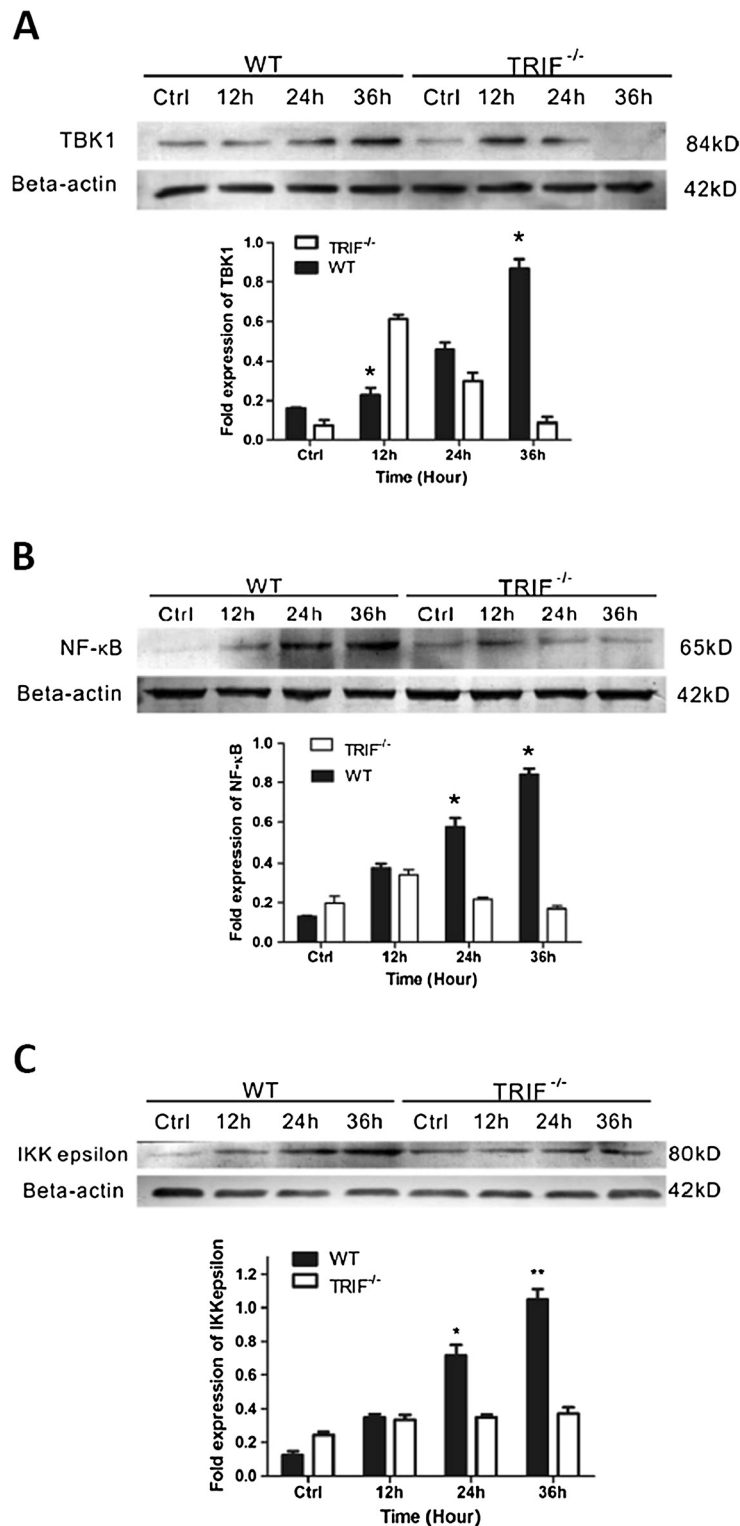 A
WT TRIF-/-
Ctrl 12h 24h 36h Ctrl 12h 24h 36h
TBK1 84kD
Beta-actin 42kD
TRIF-/-
WT
Fold expression of TBK1
1.0
0.8
0.6
0.4
0.2
0.0
* *
Ctrl 12h 24h 36h
Time (Hour)
B
WT TRIF-/-
Ctrl 12h 24h 36h Ctrl 12h 24h 36h
NF-κB 65kD
Beta-actin 42kD
TRIF-/-
WT
Fold expression of NF-κB
1.0
0.8
0.6
0.4
0.2
0.0
* *
Ctrl 12h 24h 36h
Time (Hour)
C
WT TRIF-/-
Ctrl 12h 24h 36h Ctrl 12h 24h 36h
IKK epsilon 80kD
Beta-actin 42kD
WT
TRIF-/-
Fold expression of IKKepsilon
1.2
1.0
0.8
0.6
0.4
0.2
0.0
* **
Ctrl 12h 24h 36h
Time (Hour)